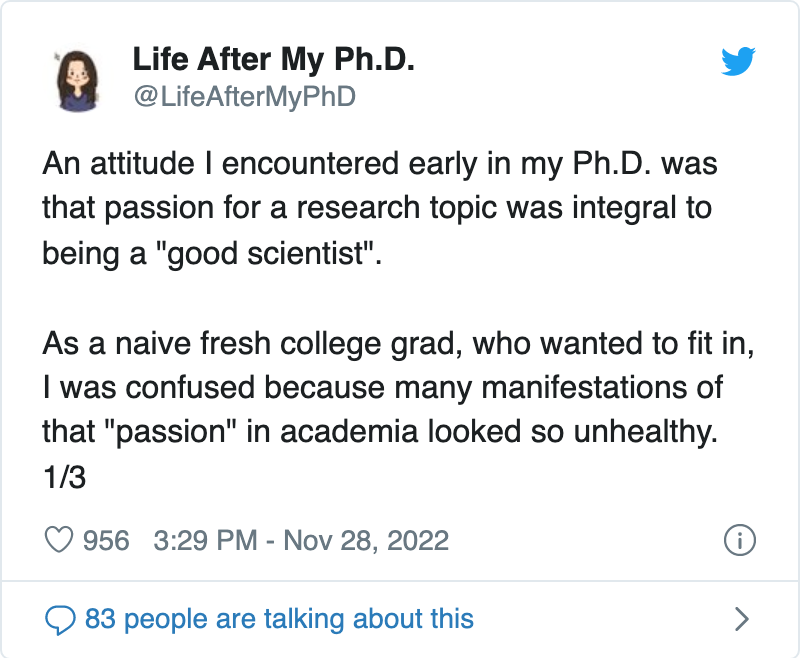 Life After My Ph.D.
@LifeAfterMyPhD
An attitude I encountered early in my Ph.D. was
that passion for a research topic was integral to
being a "good scientist".
As a naive fresh college grad, who wanted to fit in,
I was confused because many manifestations of
that "passion" in academia looked so unhealthy.
1/3
956 3:29 PM - Nov 28, 2022
83 people are talking about this